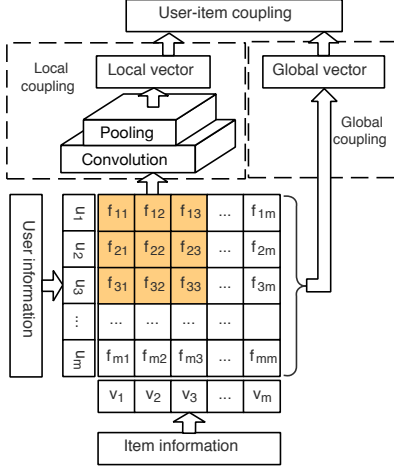 User-item coupling
Local coupling
Local vector
Global vector
Pooling
Convolution
Global coupling
User information
u1 f11 f12 f13 ... f1m
u2 f21 f22 f23 ... f2m
u3 f31 f32 f33 ... f3m
... ... ... ...
um fm1 fm2 fm3 ... fmm
v1 v2 v3 ... vm
Item information